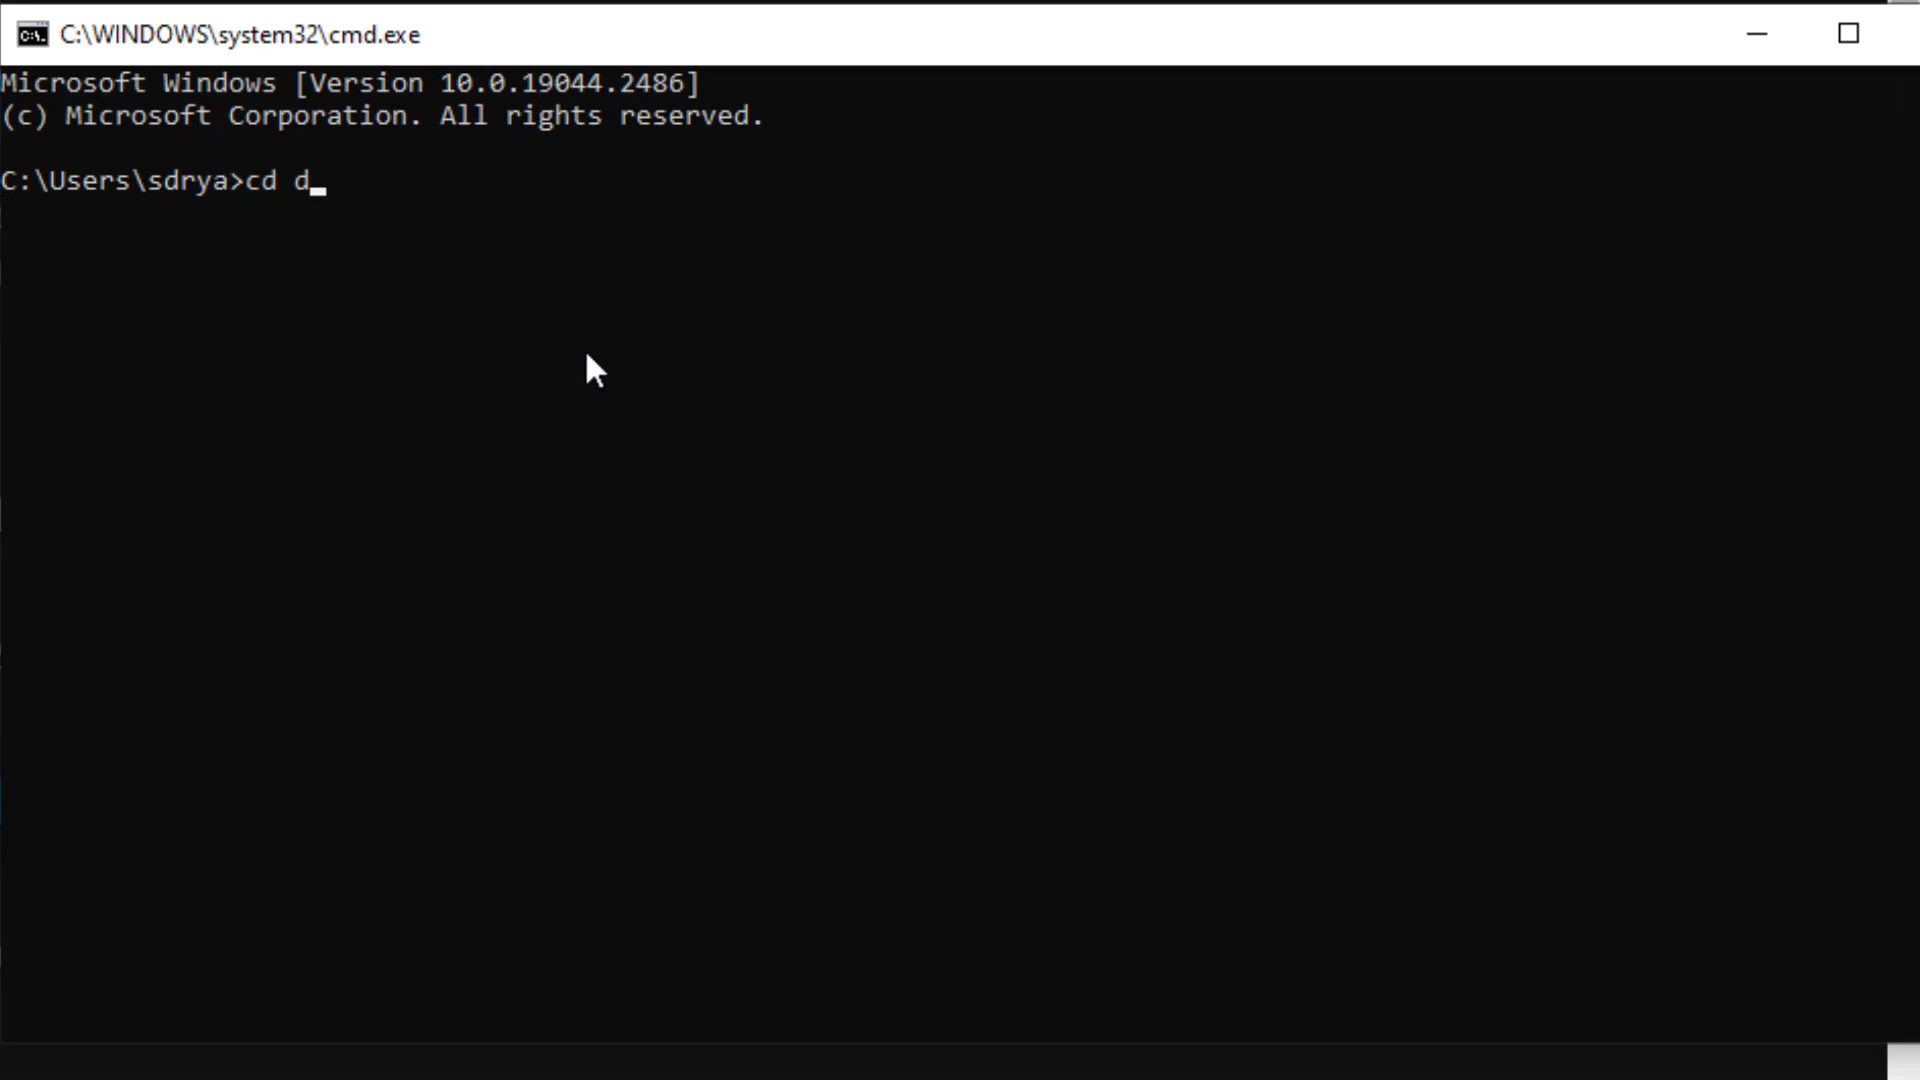 C:\WINDOWS\system32\cmd.exe
Microsoft Windows [Version 10.0.19044.2486]
(c) Microsoft Corporation. All rights reserved.
C:\Users\sdrya>cd d